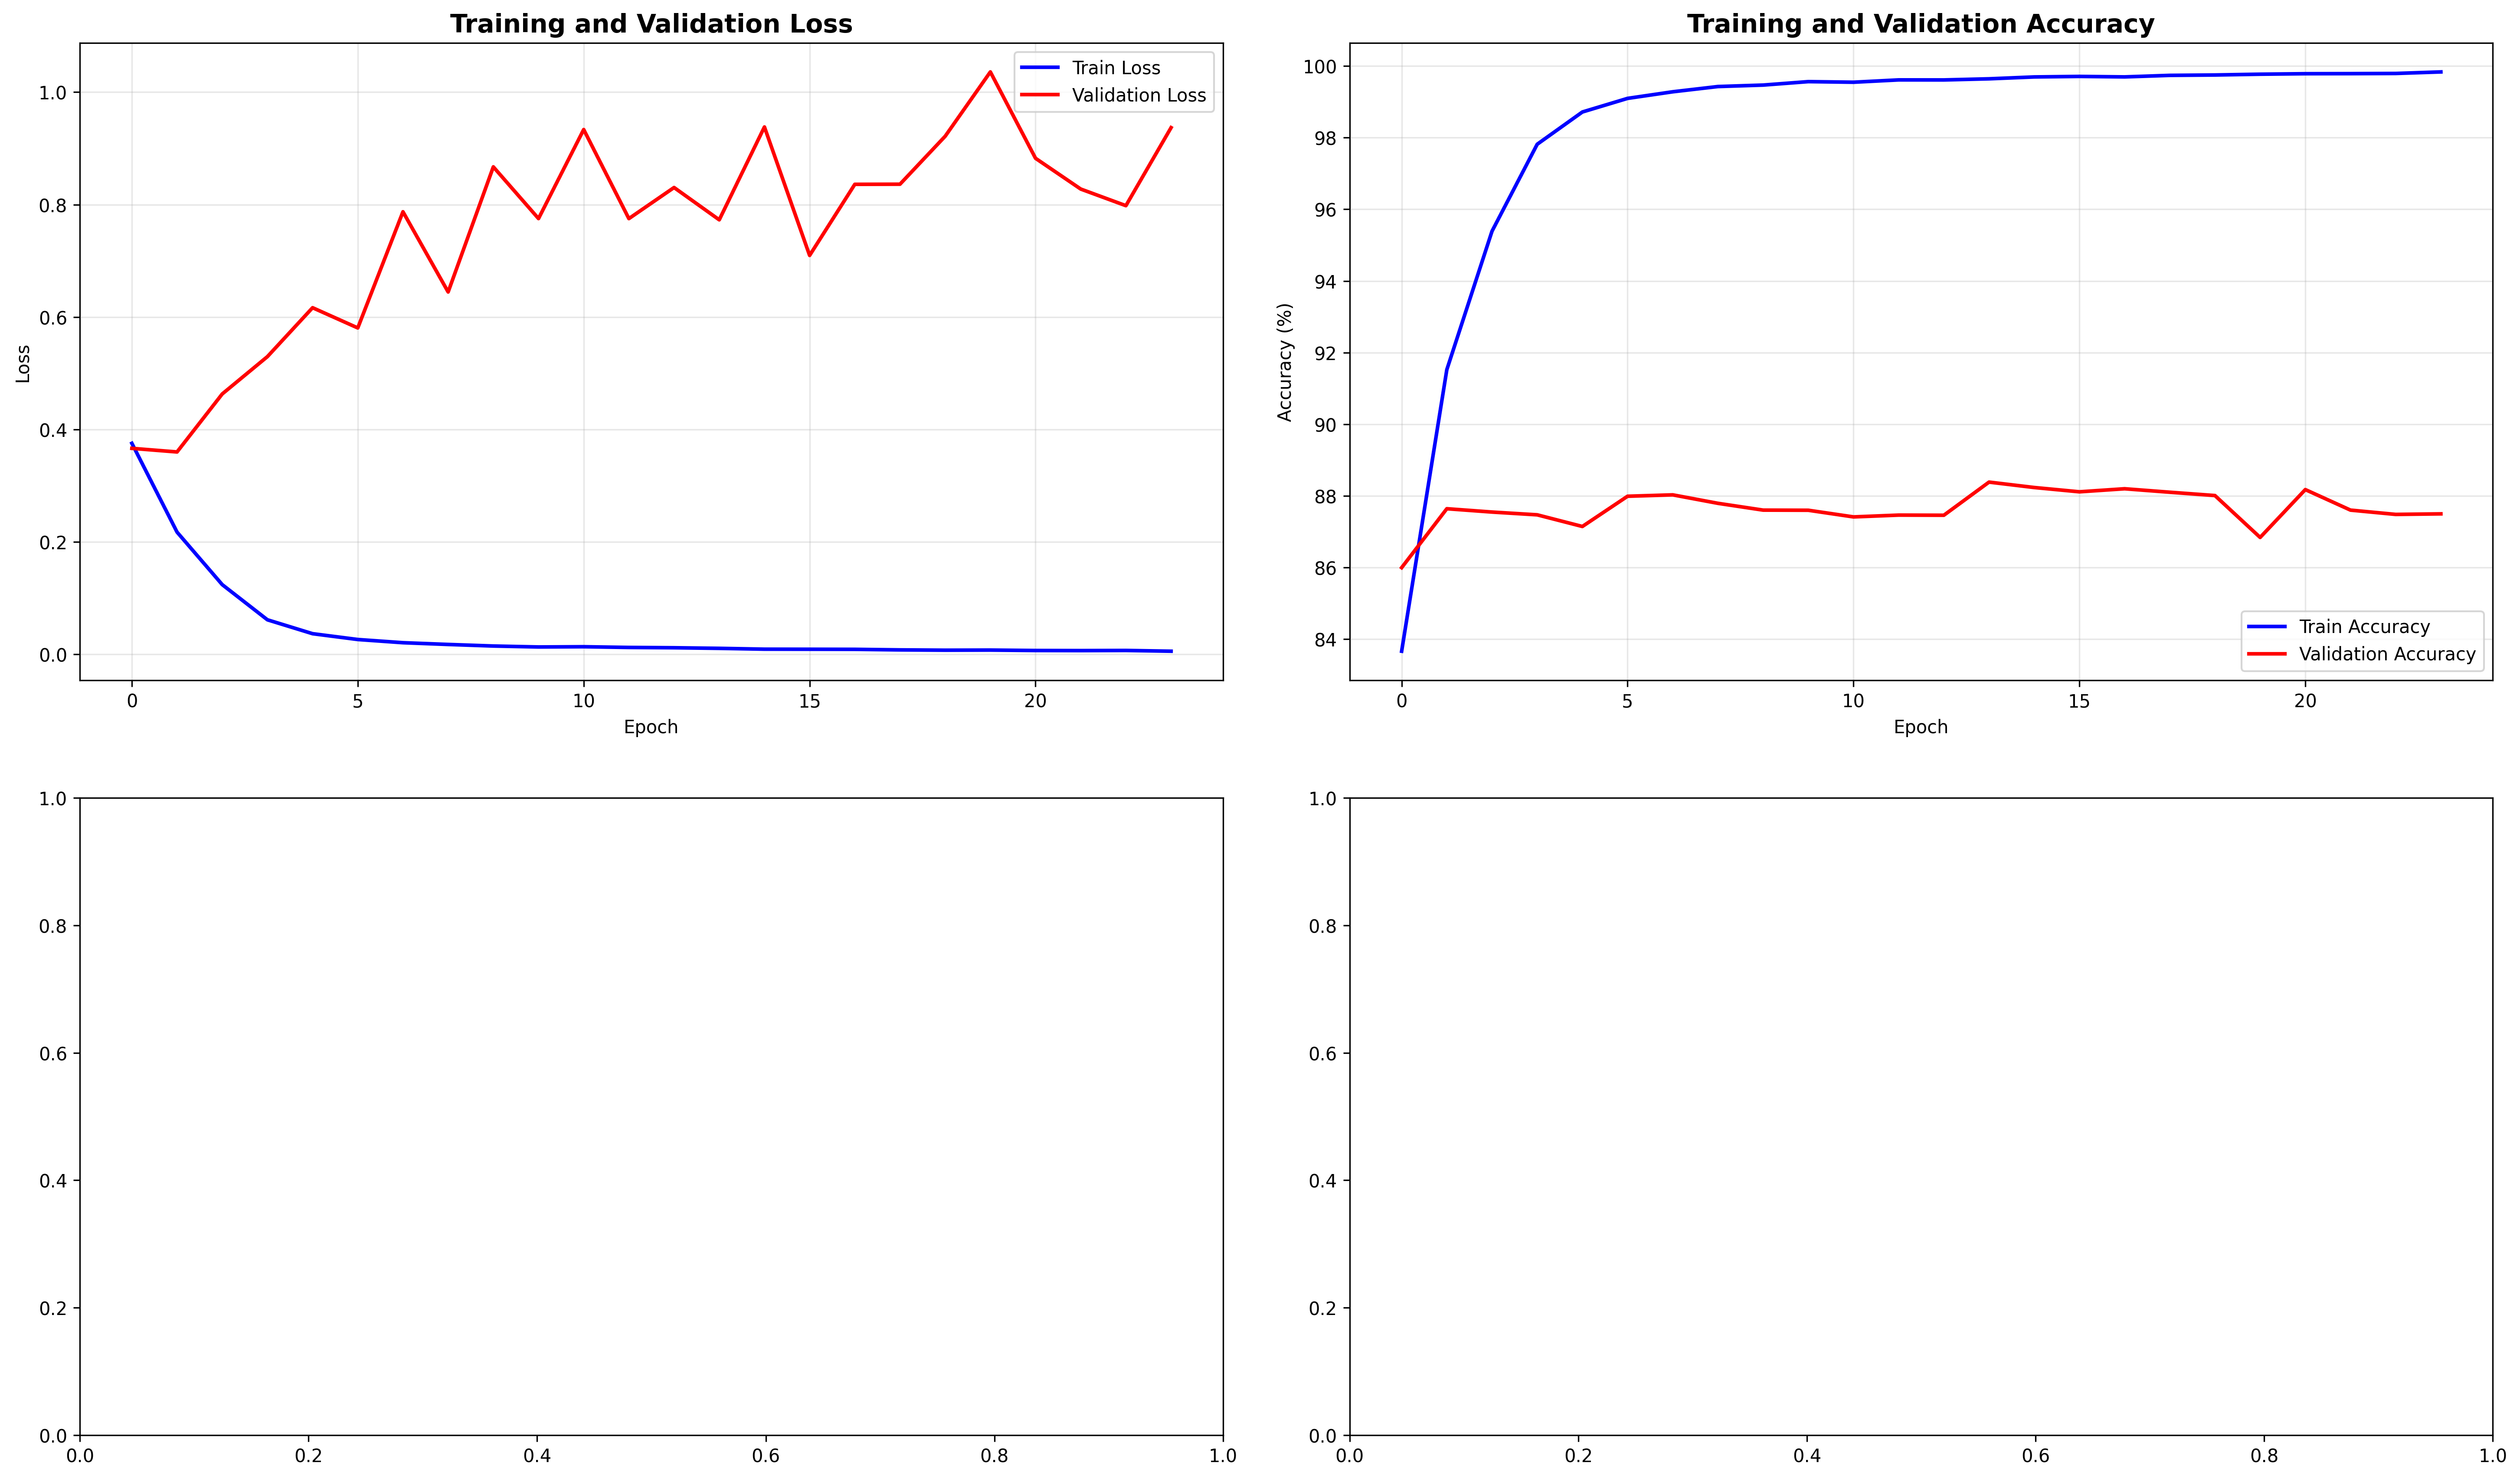 Training and Validation Loss
Train Loss
Validation Loss
1.0
0.8
0.6
0.4
0.2
0.0
Loss
0 5 10 15 20
Epoch
Training and Validation Accuracy
100
98
96
94
92
90
88
86
84
Accuracy (%)
Train Accuracy
Validation Accuracy
0 5 10 15 20
Epoch
1.0
0.8
0.6
0.4
0.2
0.0
0.0 0.2 0.4 0.6 0.8 1.0
1.0
0.8
0.6
0.4
0.2
0.0
0.0 0.2 0.4 0.6 0.8 1.0